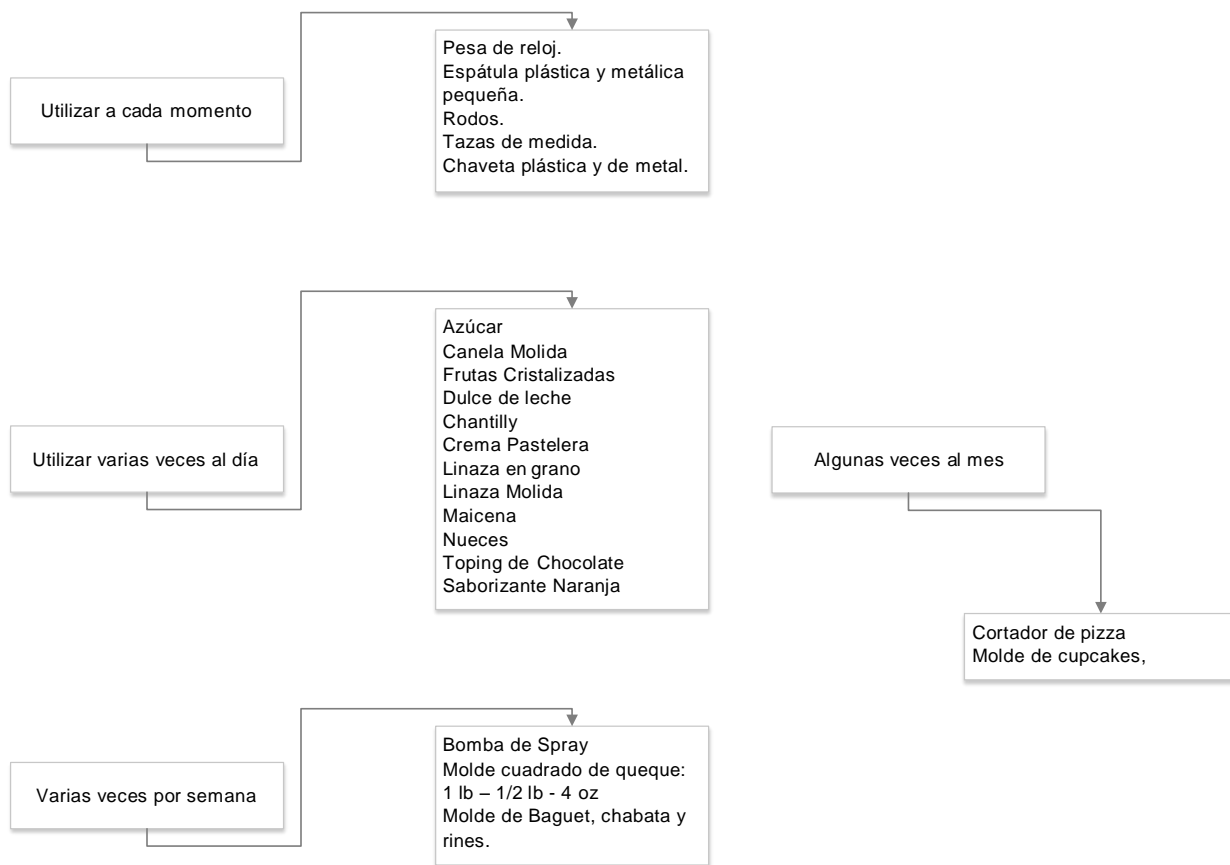 Utilizar a cada momento
Pesa de reloj.
Espátula plástica y metálica
pequeña.
Rodos.
Tazas de medida.
Chaveta plástica y de metal.
Utilizar varias veces al día
Azúcar
Canela Molida
Frutas Cristalizadas
Dulce de leche
Chantilly
Crema Pastelera
Linaza en grano
Linaza Molida
Maicena
Nueces
Toping de Chocolate
Saborizante Naranja
Algunas veces al mes
Cortador de pizza
Molde de cupcakes,
Varias veces por semana
Bomba de Spray
Molde cuadrado de queque:
1 lb – 1/2 lb - 4 oz
Molde de Baguet, chabata y
rines.